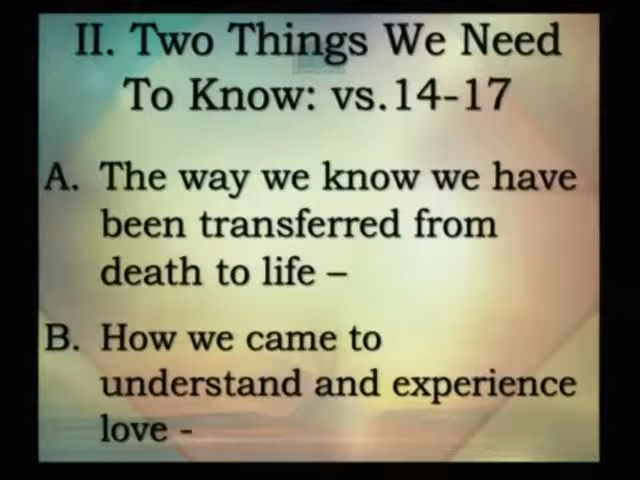 II. Two Things We Need
To Know: vs.14-17
A. The way we know we have
been transferred from
death to life –
B. How we came to
understand and experience
love -